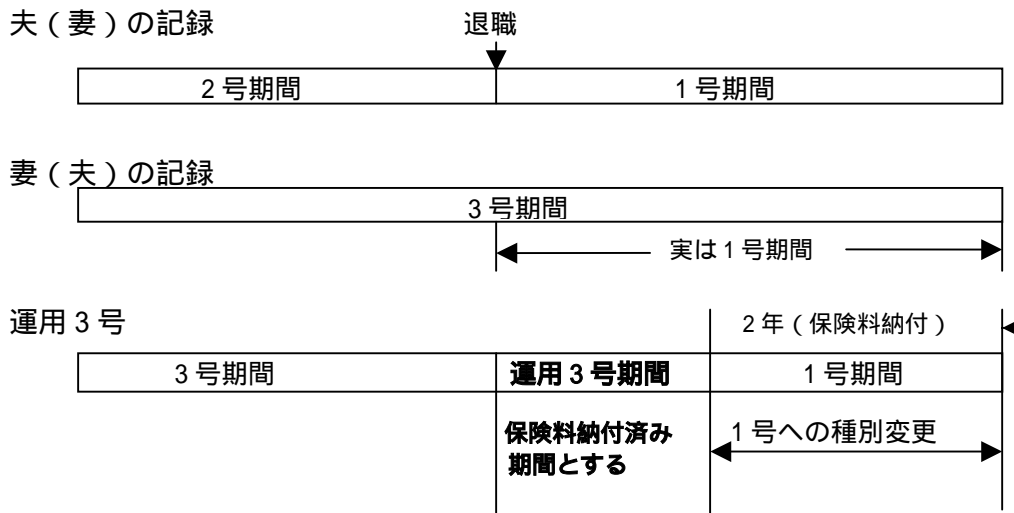 夫（妻）の記録
退職
2号期間
1号期間
妻（夫）の記録
3号期間
実は1号期間
運用3号
2年（保険料納付）
3号期間
運用3号期間
1号期間
保険料納付済み
期間とする
1号への種別変更